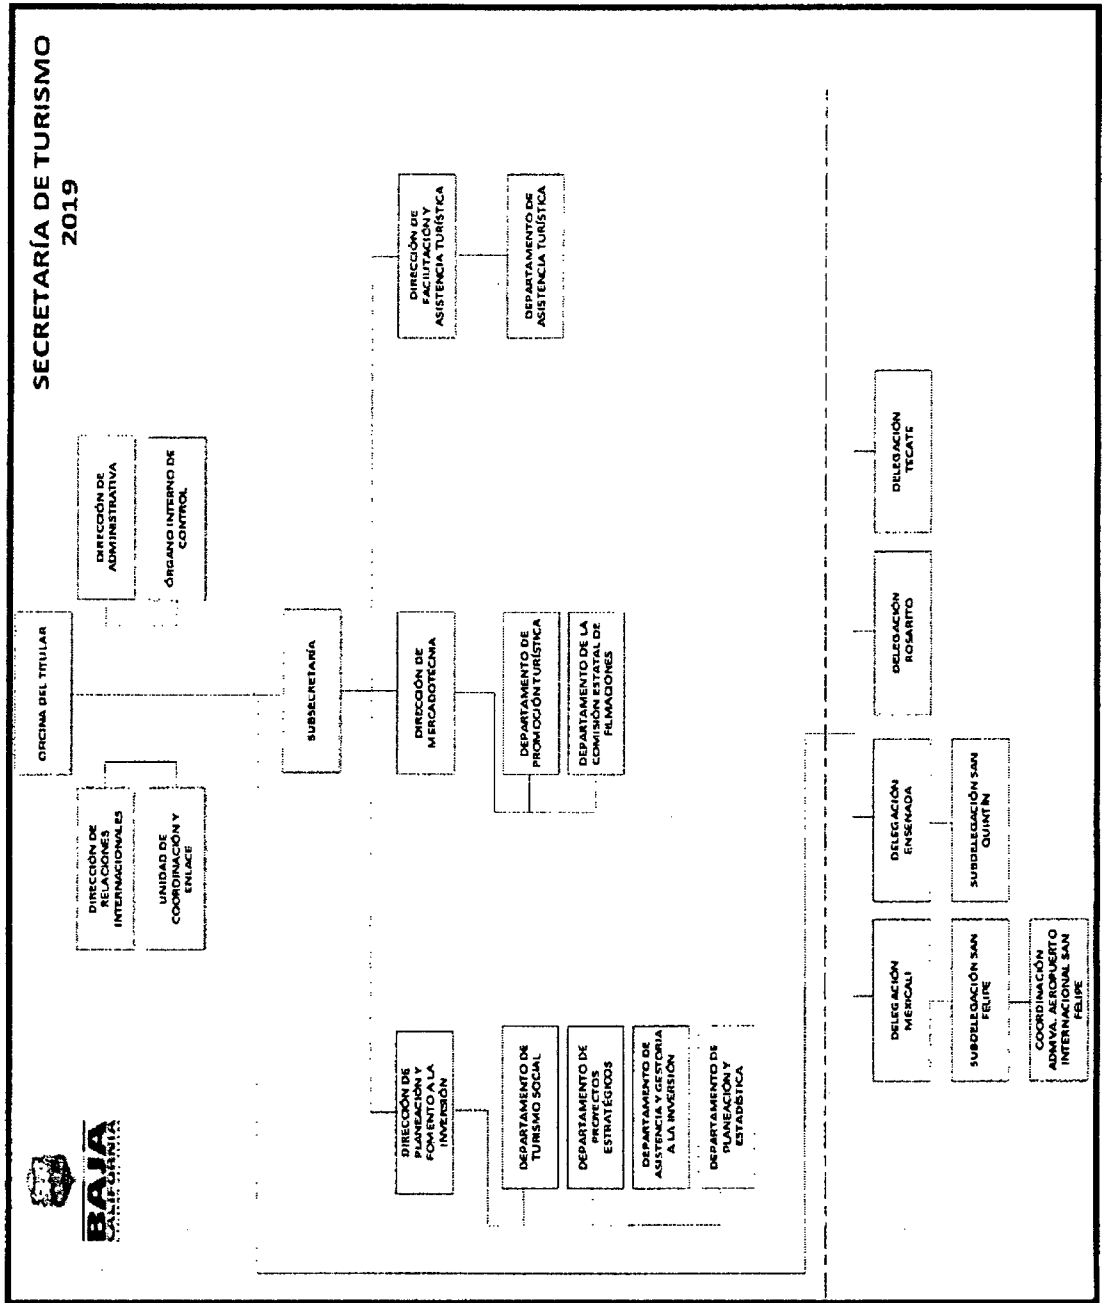 SECRETARÍA DE TURISMO
2019
BAJA
CALIFORNIA
OFICINA DEL TITULAR
DIRECCIÓN DE
RELACIONES
INTERNACIONALES
UNIDAD DE
COORDINACIÓN Y
ENLACE
DIRECCIÓN DE
ADMINISTRATIVA
ÓRGANO INTERNO DE
CONTROL
SUBSECRETARÍA
DIRECCIÓN DE
PLANEACIÓN Y
FOMENTO A LA
INVERSIÓN
DIRECCIÓN DE
MERCADOTECNIA
DIRECCIÓN DE
FACILITACIÓN Y
ASISTENCIA TURÍSTICA
DEPARTAMENTO DE
TURISMO SOCIAL
DEPARTAMENTO DE
PROYECTOS
ESTRATÉGICOS
DEPARTAMENTO DE
ASISTENCIA Y GESTORIA
A LA INVERSIÓN
DEPARTAMENTO DE
PLANEACIÓN Y
ESTADÍSTICA
DEPARTAMENTO DE
PROMOCIÓN TURÍSTICA
DEPARTAMENTO DE LA
COMISIÓN ESTATAL DE
FILMACIONES
DEPARTAMENTO DE
ASISTENCIA TURÍSTICA
DELEGACIÓN
MEXICALI
DELEGACIÓN
ENSENADA
DELEGACIÓN
ROSARITO
DELEGACIÓN
TECATE
SUBDELEGACIÓN SAN
FELIPE
SUBDELEGACIÓN SAN
QUINTÍN
COORDINACIÓN
ADMVA. AEROPUERTO
INTERNACIONAL SAN
FELIPE